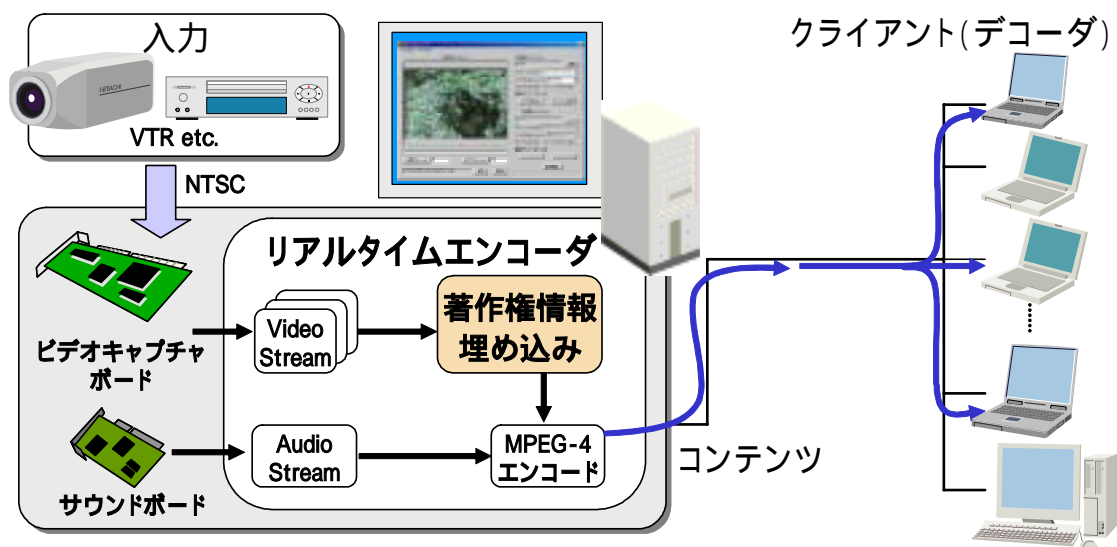 入力
HITACHI
VTR etc.
NTSC
クライアント(デコーダ)
リアルタイムエンコーダ
ビデオキャプチャ
ボード
Video
Stream
著作権情報
埋め込み
サウンドボード
Audio
Stream
MPEG-4
エンコード
コンテンツ